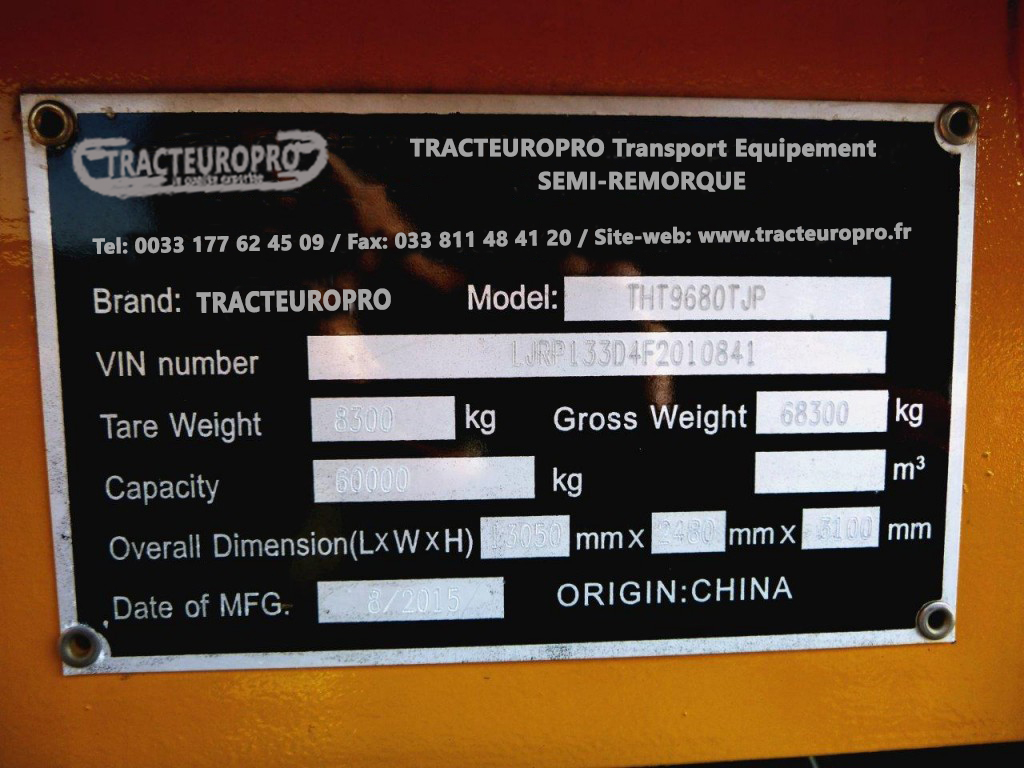 TRACTEUROPRO
TRACTEUROPRO Transport Equipement
SEMI-REMORQUE
Tel: 0033 177 62 45 09 / Fax: 033 811 48 41 20 / Site-web: www.tracteuropro.fr
Brand: TRACTEUROPRO Model: THT9680TJP
VIN number LJRP133D4F2010841
Tare Weight 8300 kg Gross Weight 68300 kg
Capacity 60000 kg m³
Overall Dimension(LxWxH) 13050 mm x 2480 mm x 3100 mm
Date of MFG. 8/2015 ORIGIN:CHINA